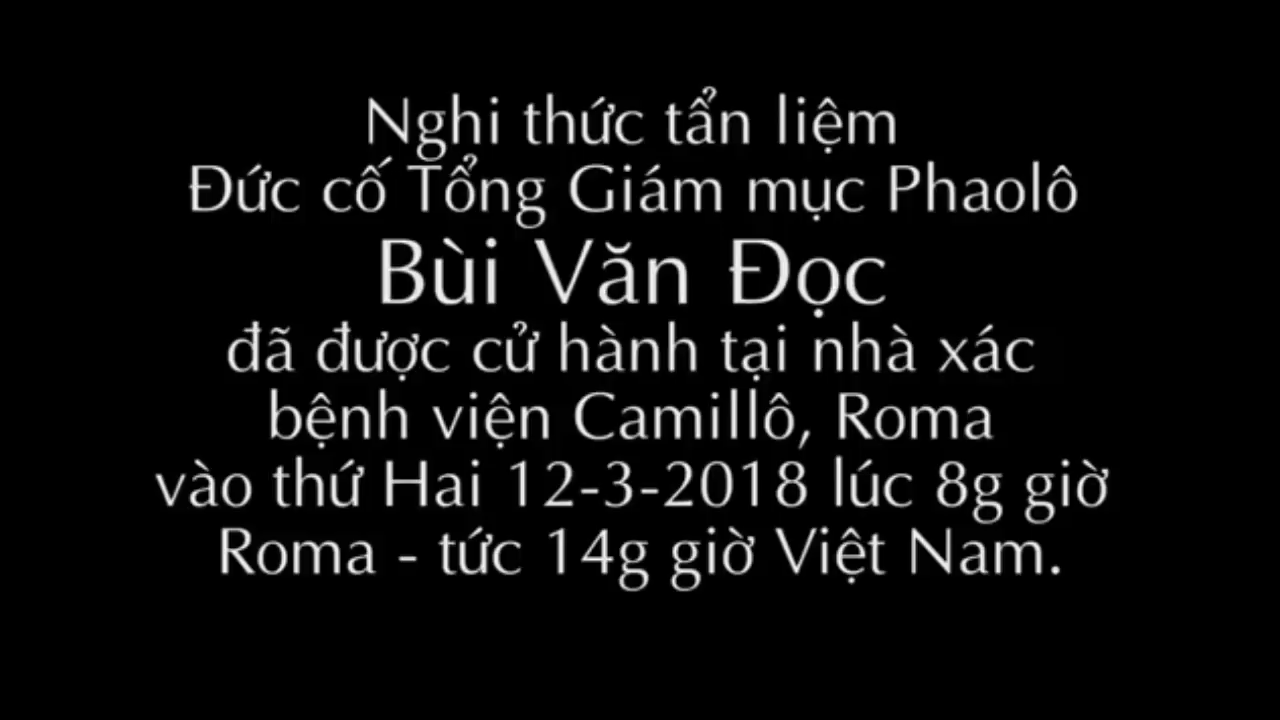 Nghi thức tẩn liệm
Đức cố Tổng Giám mục Phaolô
Bùi Văn Đọc
đã được cử hành tại nhà xác
bệnh viện Camillô, Roma
vào thứ Hai 12-3-2018 lúc 8g giờ
Roma - tức 14g giờ Việt Nam.